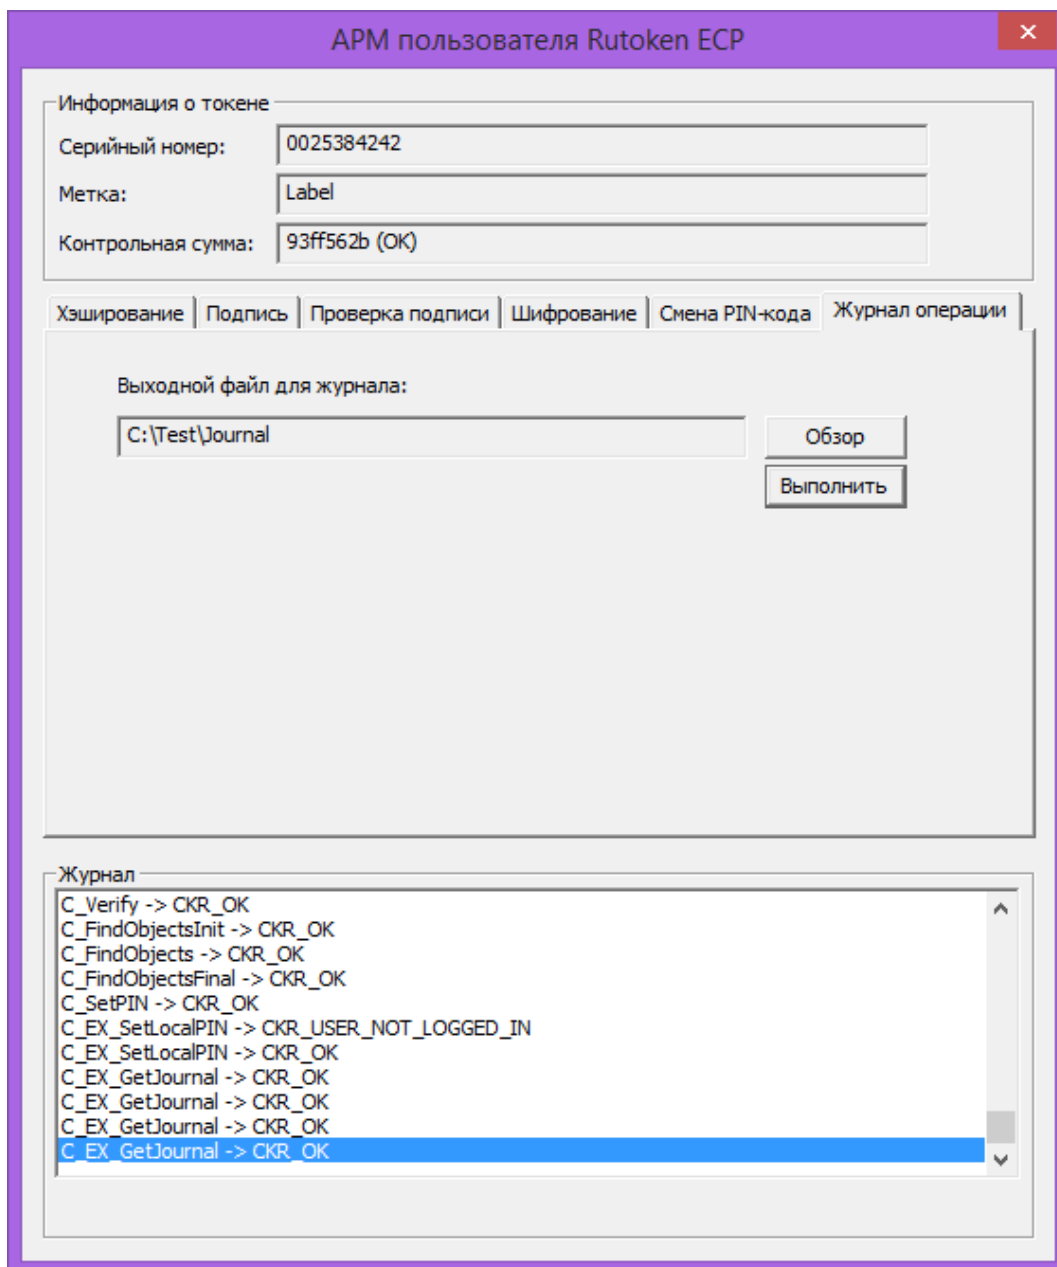 АРМ пользователя Rutoken ECP
Информация о токене
Серийный номер: 0025384242
Метка: Label
Контрольная сумма: 93ff562b (OK)
Хэширование Подпись Проверка подписи Шифрование Смена PIN-кода Журнал операции
Выходной файл для журнала:
C:\Test\Journal Обзор
Выполнить
Журнал
C_Verify -> CKR_OK
C_FindObjectsInit -> CKR_OK
C_FindObjects -> CKR_OK
C_FindObjectsFinal -> CKR_OK
C_SetPIN -> CKR_OK
C_EX_SetLocalPIN -> CKR_USER_NOT_LOGGED_IN
C_EX_SetLocalPIN -> CKR_OK
C_EX_GetJournal -> CKR_OK
C_EX_GetJournal -> CKR_OK
C_EX_GetJournal -> CKR_OK
C_EX_GetJournal -> CKR_OK